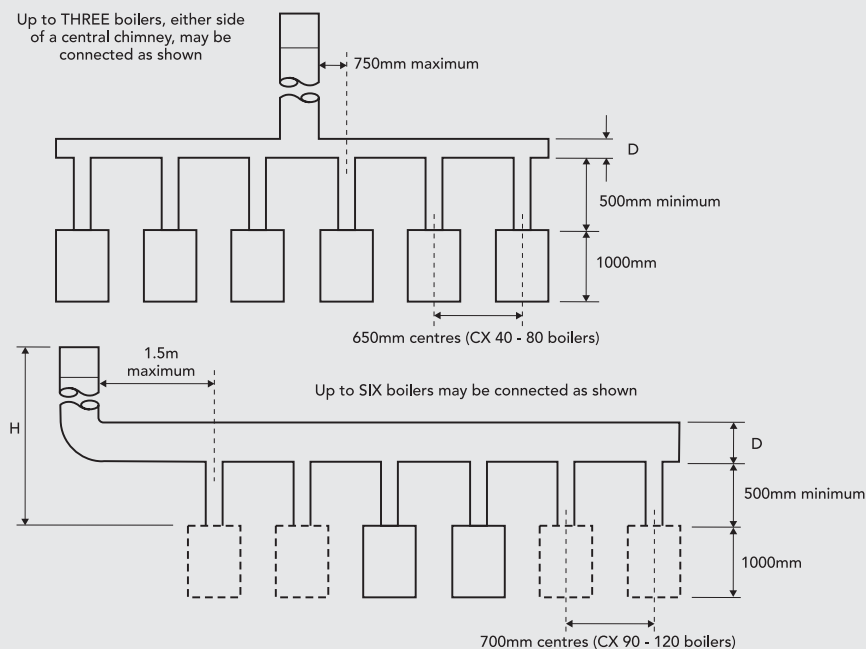 Up to THREE boilers, either side
of a central chimney, may be
connected as shown
750mm maximum
D
500mm minimum
1000mm
650mm centres (CX 40 - 80 boilers)
1.5m
maximum
Up to SIX boilers may be connected as shown
H
D
500mm minimum
1000mm
700mm centres (CX 90 - 120 boilers)